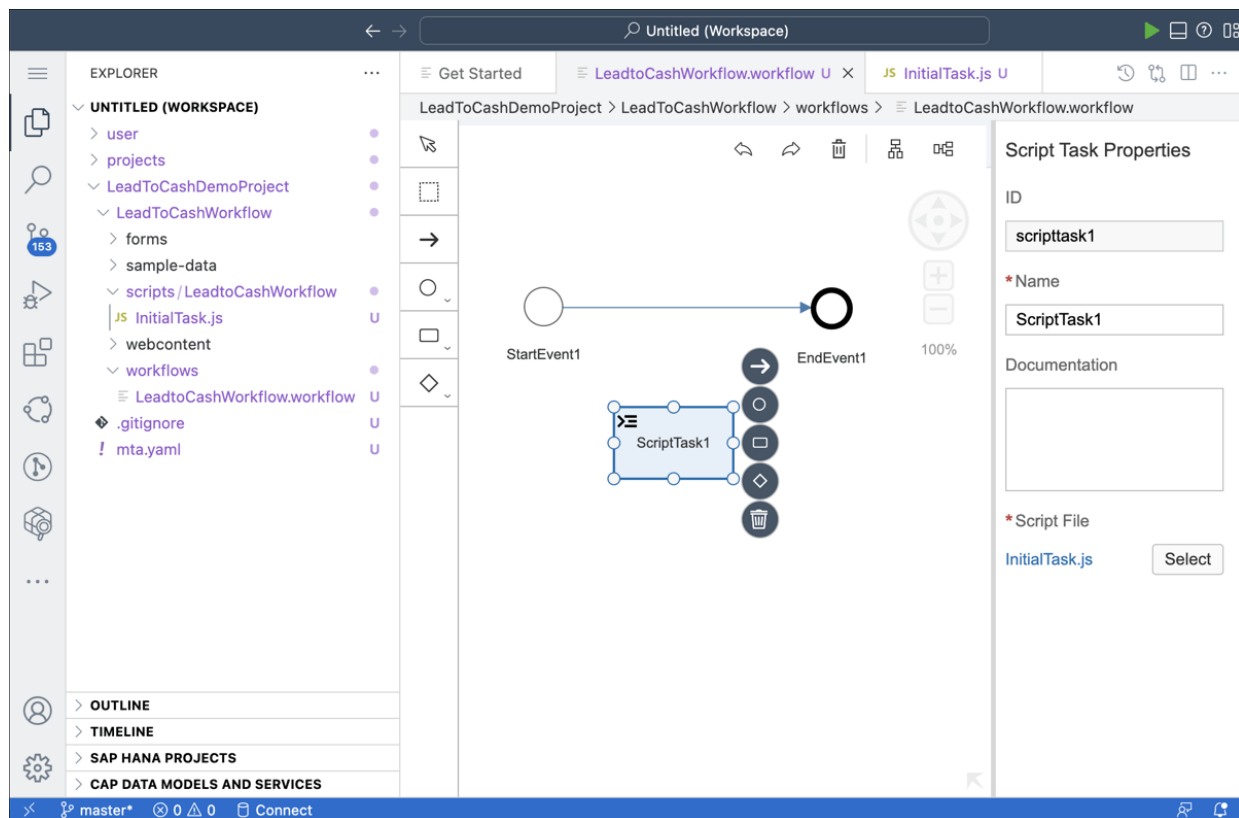 Untitled (Workspace)
EXPLORER
Get Started
LeadtoCashWorkflow.workflow U
JS InitialTask.js U
UNTITLED (WORKSPACE)
LeadToCashDemoProject > LeadToCashWorkflow > workflows > LeadtoCashWorkflow.workflow
user
projects
LeadToCashDemoProject
LeadToCashWorkflow
forms
sample-data
scripts/LeadtoCashWorkflow
JS InitialTask.js U
webcontent
workflows
LeadtoCashWorkflow.workflow U
.gitignore U
! mta.yaml U
153
StartEvent1
EndEvent1
100%
ScriptTask1
Script Task Properties
ID
scripttask1
*Name
ScriptTask1
Documentation
*Script File
InitialTask.js
Select
OUTLINE
TIMELINE
SAP HANA PROJECTS
CAP DATA MODELS AND SERVICES
master* 0 0 Connect